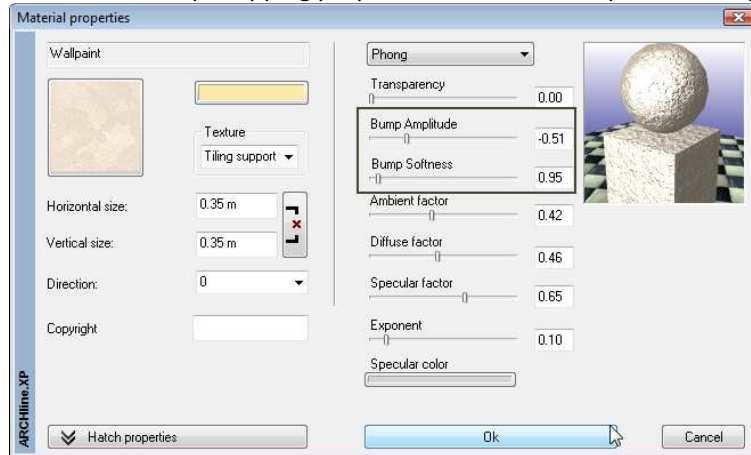 Material properties
Wallpaint
Texture
Tiling support
Horizontal size:
0.35 m
Vertical size:
0.35 m
Direction:
0
Copyright
Hatch properties
ARCHline.XP
Phong
Transparency
0.00
Bump Amplitude
-0.51
Bump Softness
0.95
Ambient factor
0.42
Diffuse factor
0.46
Specular factor
0.65
Exponent
0.10
Specular color
Ok
Cancel